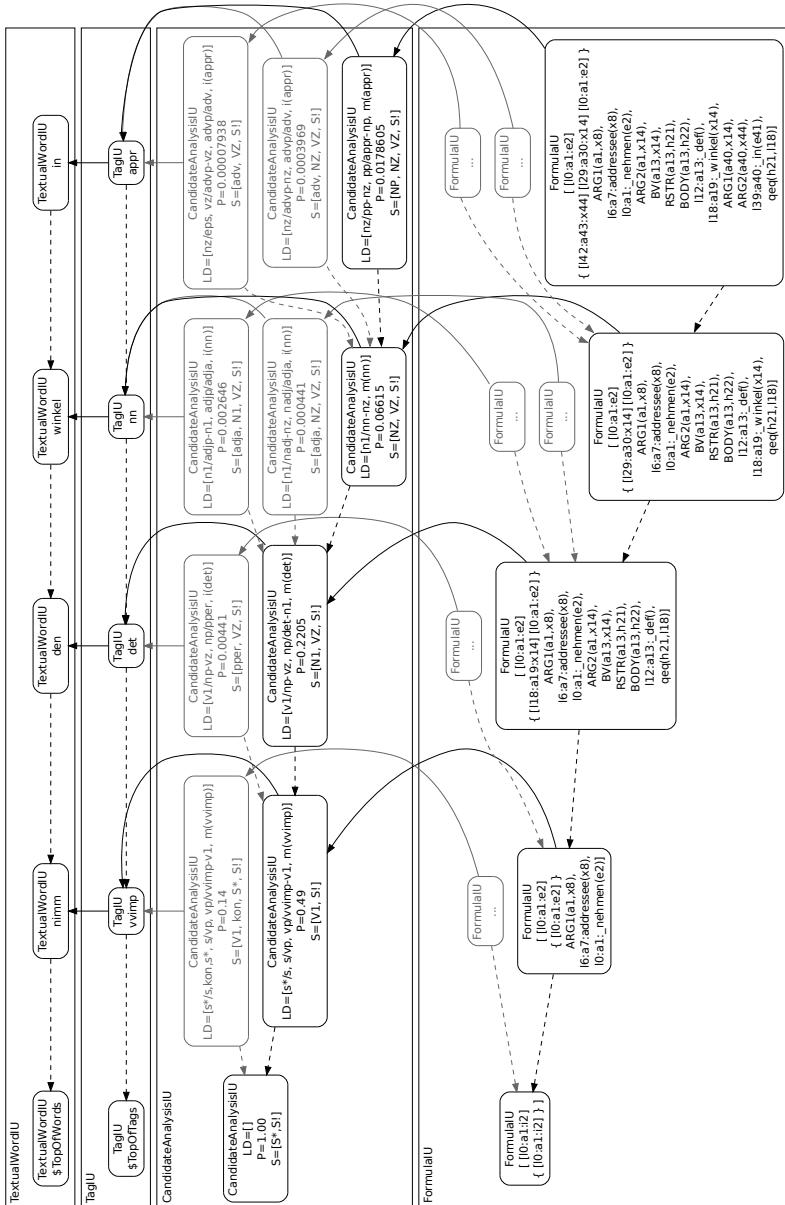 TextualWordIU
TextualWordIU
$TopOfWords
TextualWordIU
nimm
TextualWordIU
den
TextualWordIU
winkel
TextualWordIU
in
TagIU
TagIU
$TopOfTags
TagIU
vvimp
TagIU
det
TagIU
nn
TagIU
appr
CandidateAnalysisIU
CandidateAnalysisIU
LD=[]
P=1.00
S=[S*,S!]
CandidateAnalysisIU
LD=[s*/s,kon,s*, s/vp, vp/vvimp-v1, m(vvimp)]
P=0.14
S=[V1, kon, S*, S!]
CandidateAnalysisIU
LD=[s*/s, s/vp, vp/vvimp-v1, m(vvimp)]
P=0.49
S=[V1, S!]
CandidateAnalysisIU
LD=[v1/np-vz, np/pper, i(det)]
P=0.00441
S=[pper, VZ, S!]
CandidateAnalysisIU
LD=[v1/np-vz, np/det-n1, m(det)]
P=0.2205
S=[N1, VZ, S!]
CandidateAnalysisIU
LD=[n1/adjp-n1, adjp/adja, i(nn)]
P=0.002646
S=[adja, N1, VZ, S!]
CandidateAnalysisIU
LD=[n1/nadj-nz, nadj/adja, i(nn)]
P=0.000441
S=[adja, NZ, VZ, S!]
CandidateAnalysisIU
LD=[n1/nn-nz, m(nn)]
P=0.06615
S=[NZ, VZ, S!]
CandidateAnalysisIU
LD=[nz/eps, vz/advp-vz, advp/adv, i(appr)]
P=0.00007938
S=[adv, VZ, S!]
CandidateAnalysisIU
LD=[nz/advp-nz, advp/adv, i(appr)]
P=0.0003969
S=[adv, NZ, VZ, S!]
CandidateAnalysisIU
LD=[nz/pp-nz, pp/appr-np, m(appr)]
P=0.0178605
S=[NP, NZ, VZ, S!]
FormulaIU
FormulaIU
[ [l0:a1:i2]
{ [l0:a1:i2] } ]
FormulaIU
...
FormulaIU
[ [l0:a1:e2]
{ [l0:a1:e2] }
ARG1(a1,x8),
l6:a7:addressee(x8),
l0:a1:_nehmen(e2)]
FormulaIU
...
FormulaIU
[ [l0:a1:e2]
{ [l18:a19:x14] [l0:a1:e2] }
ARG1(a1,x8),
l6:a7:addressee(x8),
l0:a1:_nehmen(e2),
ARG2(a1,x14),
BV(a13,x14),
RSTR(a13,h21),
BODY(a13,h22),
l12:a13:_def(),
qeq(h21,l18)]
FormulaIU
...
FormulaIU
...
FormulaIU
[ [l0:a1:e2]
{ [l29:a30:x14] [l0:a1:e2] }
ARG1(a1,x8),
l6:a7:addressee(x8),
l0:a1:_nehmen(e2),
ARG2(a1,x14),
BV(a13,x14),
RSTR(a13,h21),
BODY(a13,h22),
l12:a13:_def(),
l18:a19:_winkel(x14),
qeq(h21,l18)]
FormulaIU
...
FormulaIU
...
FormulaIU
[ [l0:a1:e2]
{ [l42:a43:x44] [l29:a30:x14] [l0:a1:e2] }
ARG1(a1,x8),
l6:a7:addressee(x8),
l0:a1:_nehmen(e2),
ARG2(a1,x14),
BV(a13,x14),
RSTR(a13,h21),
BODY(a13,h22),
l12:a13:_def(),
l18:a19:_winkel(x14),
ARG1(a40,x14),
ARG2(a40,x44),
l39:a40:_in(e41),
qeq(h21,l18)]